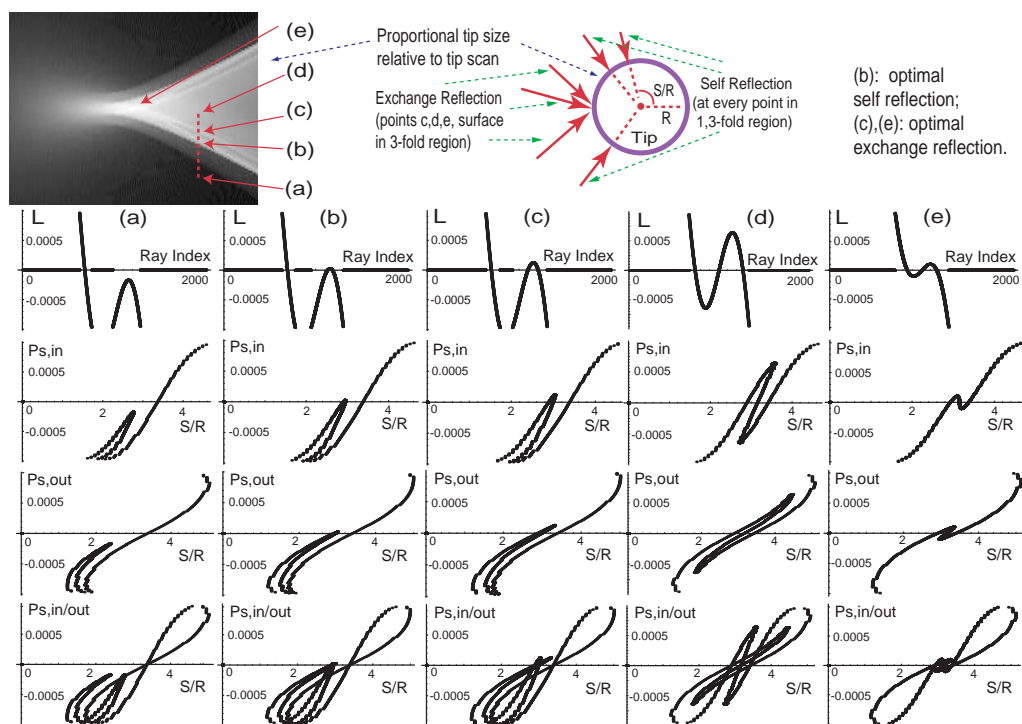 (e)
(d)
(c)
(b)
(a)
Proportional tip size
relative to tip scan
Exchange Reflection
(points c,d,e, surface
in 3-fold region)
S/R
R
Tip
Self Reflection
(at every point in
1,3-fold region)
(b): optimal
self reflection;
(c),(e): optimal
exchange reflection.
L (a)
0.0005
Ray Index
0 2000
-0.0005
L (b)
0.0005
Ray Index
0 2000
-0.0005
L (c)
0.0005
Ray Index
0 2000
-0.0005
L (d)
0.0005
Ray Index
0 2000
-0.0005
L (e)
0.0005
Ray Index
0 2000
-0.0005
Ps,in
0.0005
0 2 4
-0.0005 S/R
Ps,in
0.0005
0 2 4
-0.0005 S/R
Ps,in
0.0005
0 2 4
-0.0005 S/R
Ps,in
0.0005
0 2 4
-0.0005 S/R
Ps,in
0.0005
0 2 4
-0.0005 S/R
Ps,out
0.0005
0 2 4
-0.0005 S/R
Ps,out
0.0005
0 2 4
-0.0005 S/R
Ps,out
0.0005
0 2 4
-0.0005 S/R
Ps,out
0.0005
0 2 4
-0.0005 S/R
Ps,out
0.0005
0 2 4
-0.0005 S/R
Ps,in/out
0.0005
0 2 4
-0.0005 S/R
Ps,in/out
0.0005
0 2 4
-0.0005 S/R
Ps,in/out
0.0005
0 2 4
-0.0005 S/R
Ps,in/out
0.0005
0 2 4
-0.0005 S/R
Ps,in/out
0.0005
0 2 4
-0.0005 S/R